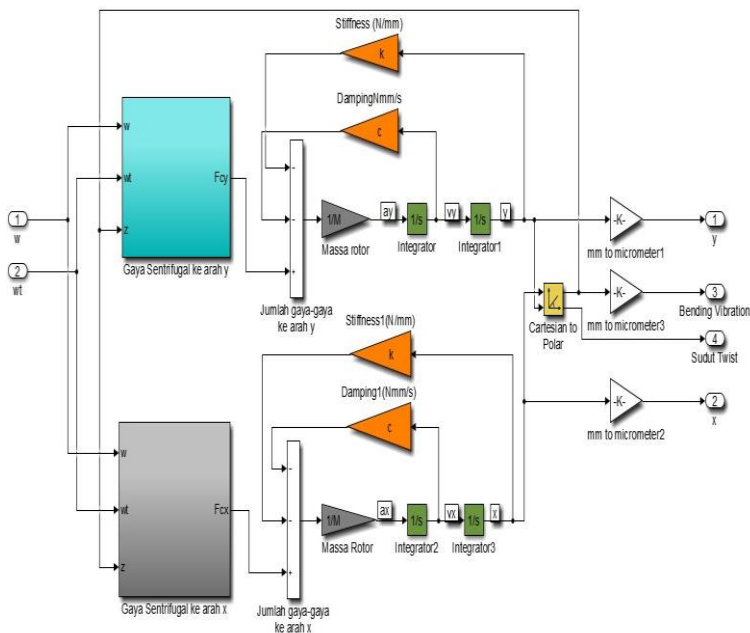 Stiffness (N/mm)
k
DampingNmm/s
c
w
wt
z
Fcy
Gaya Sentrifugal ke arah y
1
w
2
wt
-
-
+
Jumlah gaya-gaya
ke arah y
1/M
Massa rotor
ay
1/s
Integrator
vy
1/s
Integrator1
y
-K-
mm to micrometer1
1
y
Cartesian to
Polar
-K-
mm to micrometer3
3
Bending Vibration
4
Sudut Twist
Stiffness1(N/mm)
k
Damping1(Nmm/s)
c
-K-
mm to micrometer2
2
x
w
wt
z
Fcx
Gaya Sentrifugal ke arah x
-
-
+
Jumlah gaya-gaya
ke arah x
1/M
Massa Rotor
ax
1/s
Integrator2
vx
1/s
Integrator3
x